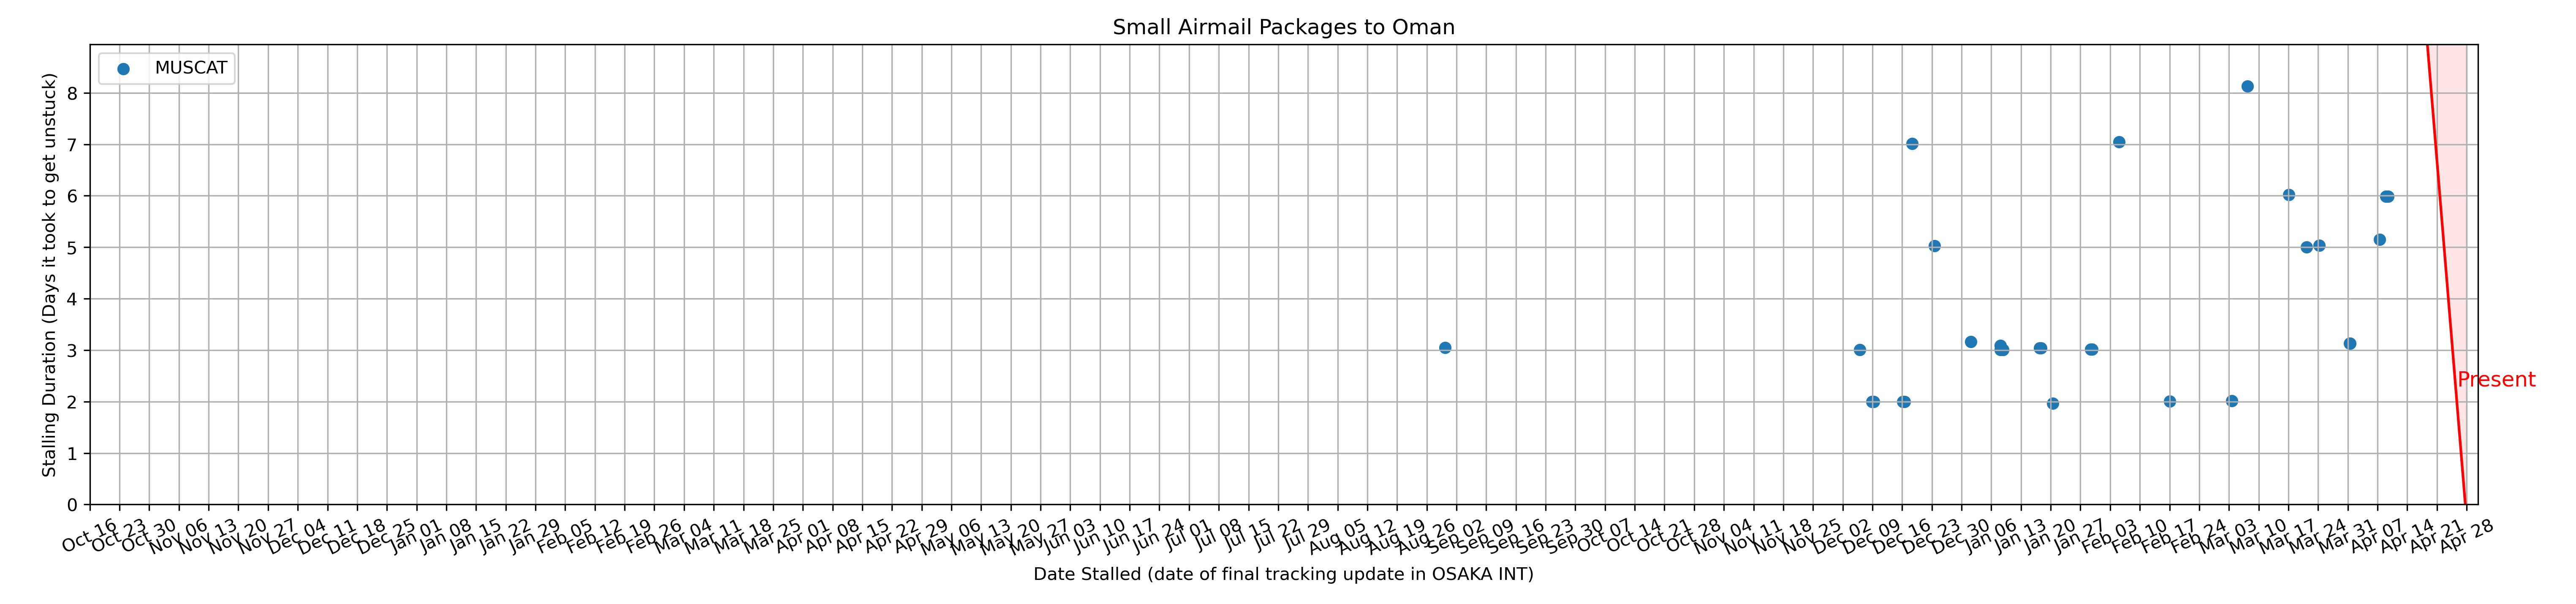 Small Airmail Packages to Oman
MUSCAT
Stalling Duration (Days it took to get unstuck)
8
7
6
5
4
3
2
1
0
Present
Oct 16 Oct 23 Oct 30 Nov 06 Nov 13 Nov 20 Nov 27 Dec 04 Dec 11 Dec 18 Dec 25 Jan 01 Jan 08 Jan 15 Jan 22 Jan 29 Feb 05 Feb 12 Feb 19 Feb 26 Mar 04 Mar 11 Mar 18 Mar 25 Apr 01 Apr 08 Apr 15 Apr 22 Apr 29 May 06 May 13 May 20 May 27 Jun 03 Jun 10 Jun 17 Jun 24 Jul 01 Jul 08 Jul 15 Jul 22 Jul 29 Aug 05 Aug 12 Aug 19 Aug 26 Sep 02 Sep 09 Sep 16 Sep 23 Sep 30 Oct 07 Oct 14 Oct 21 Oct 28 Nov 04 Nov 11 Nov 18 Nov 25 Dec 02 Dec 09 Dec 16 Dec 23 Dec 30 Jan 06 Jan 13 Jan 20 Jan 27 Feb 03 Feb 10 Feb 17 Feb 24 Mar 03 Mar 10 Mar 17 Mar 24 Mar 31 Apr 07 Apr 14 Apr 21 Apr 28
Date Stalled (date of final tracking update in OSAKA INT)